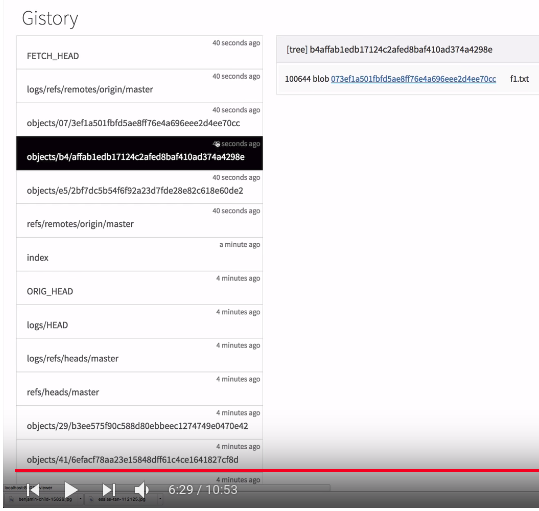 Gistory
40 seconds ago
FETCH_HEAD
40 seconds ago
logs/refs/remotes/origin/master
40 seconds ago
objects/07/3ef1a501fbfd5ae8ff76e4a696eee2d4ee70cc
40 seconds ago
objects/b4/affab1edb17124c2afed8baf410ad374a4298e
40 seconds ago
objects/e5/2bf7dc5b54f6f92a23d7fde28e82c618e60de2
40 seconds ago
refs/remotes/origin/master
a minute ago
index
4 minutes ago
ORIG_HEAD
4 minutes ago
logs/HEAD
4 minutes ago
logs/refs/heads/master
4 minutes ago
refs/heads/master
4 minutes ago
objects/29/b3ee575f90c588d80ebbeec1274749e0470e42
4 minutes ago
objects/41/6efacf78aa23e15848dff61c4ce1641827cf8d
4 minutes ago
[tree] b4affab1edb17124c2afed8baf410ad374a4298e
100644 blob 073ef1a501fbfd5ae8ff76e4a696eee2d4ee70cc f1.txt
6:29 / 10:53